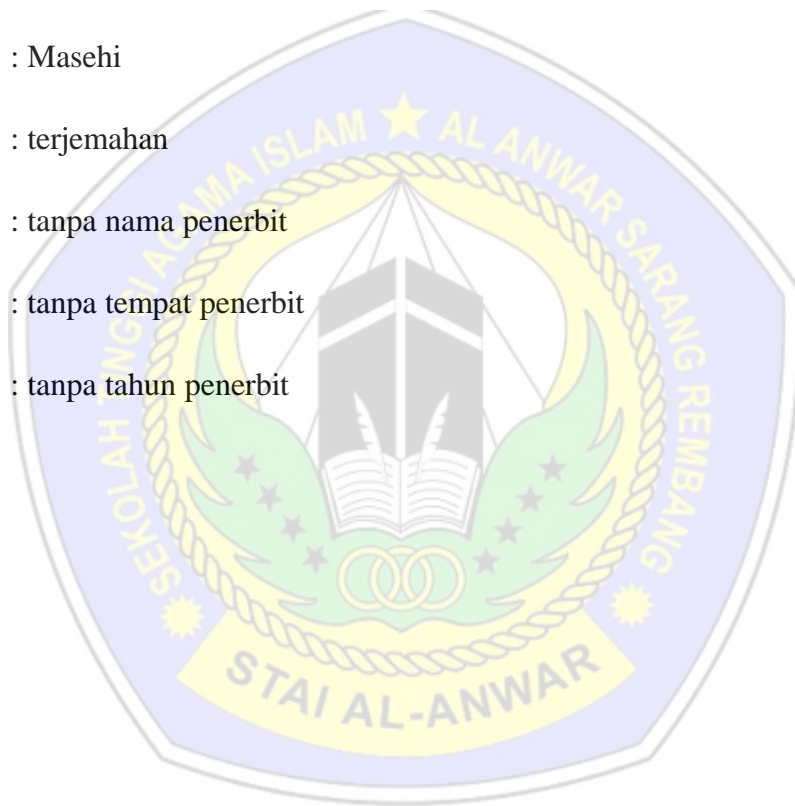 : Masehi
: terjemahan
: tanpa nama penerbit
: tanpa tempat penerbit
: tanpa tahun penerbit
SEKOLAH TINGGI AGAMA ISLAM ★ AL ANWAR SARANG REMBANG
STAI AL-ANWAR